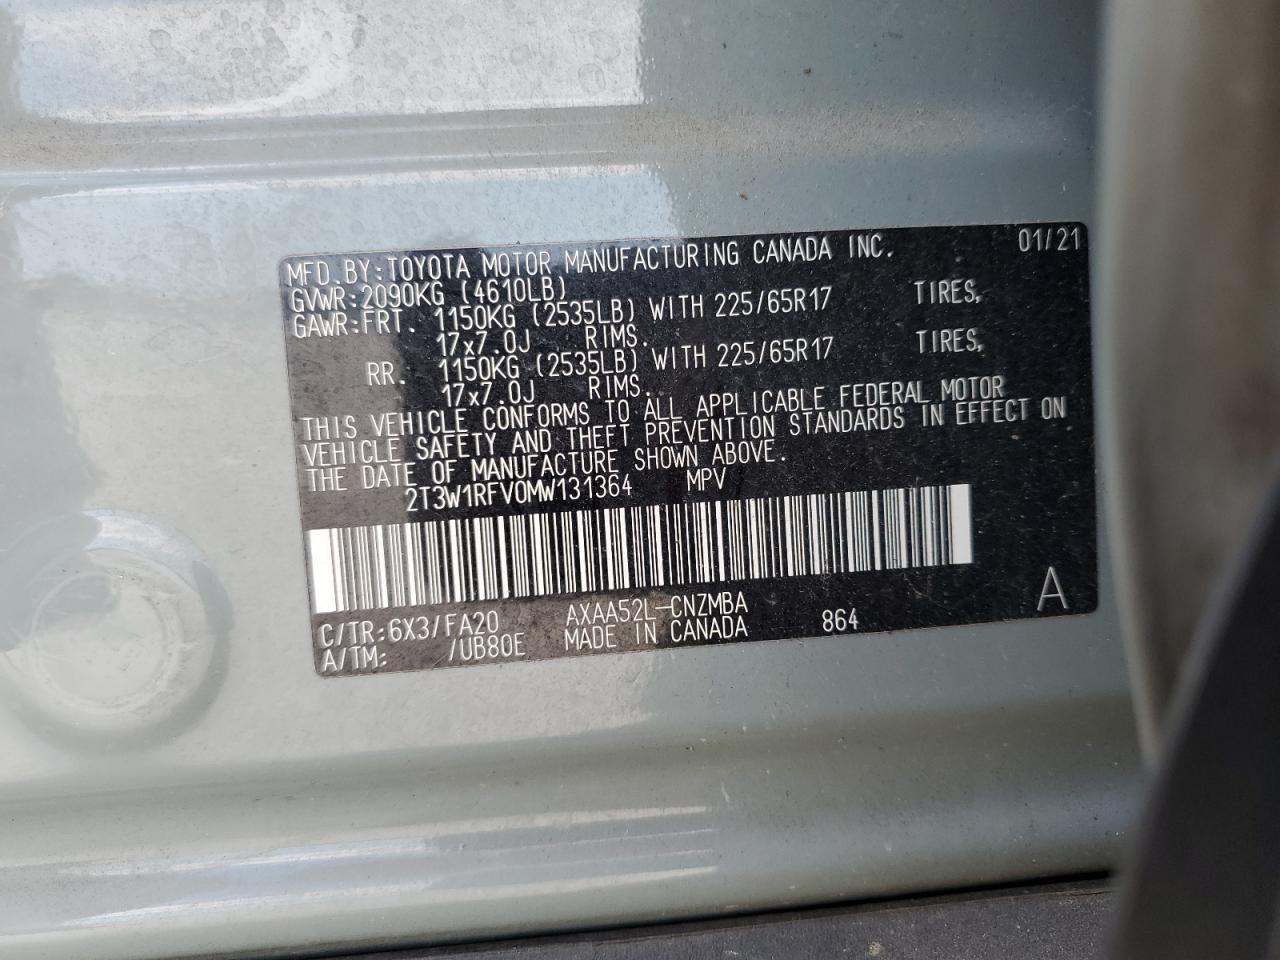 MFD.BY:TOYOTA MOTOR MANUFACTURING CANADA INC. 01/21
GVWR:2090KG (4610LB)
GAWR:FRT. 1150KG (2535LB) WITH 225/65R17 TIRES,
17x7.0J RIMS.
RR. 1150KG (2535LB) WITH 225/65R17 TIRES,
17x7.0J RIMS.
THIS VEHICLE CONFORMS TO ALL APPLICABLE FEDERAL MOTOR
VEHICLE SAFETY AND THEFT PREVENTION STANDARDS IN EFFECT ON
THE DATE OF MANUFACTURE SHOWN ABOVE.
2T3W1RFV0MW131364 MPV
C/TR:6X3/FA20 AXAA52L-CNZMBA 864 A
A/TM: /UB80E MADE IN CANADA